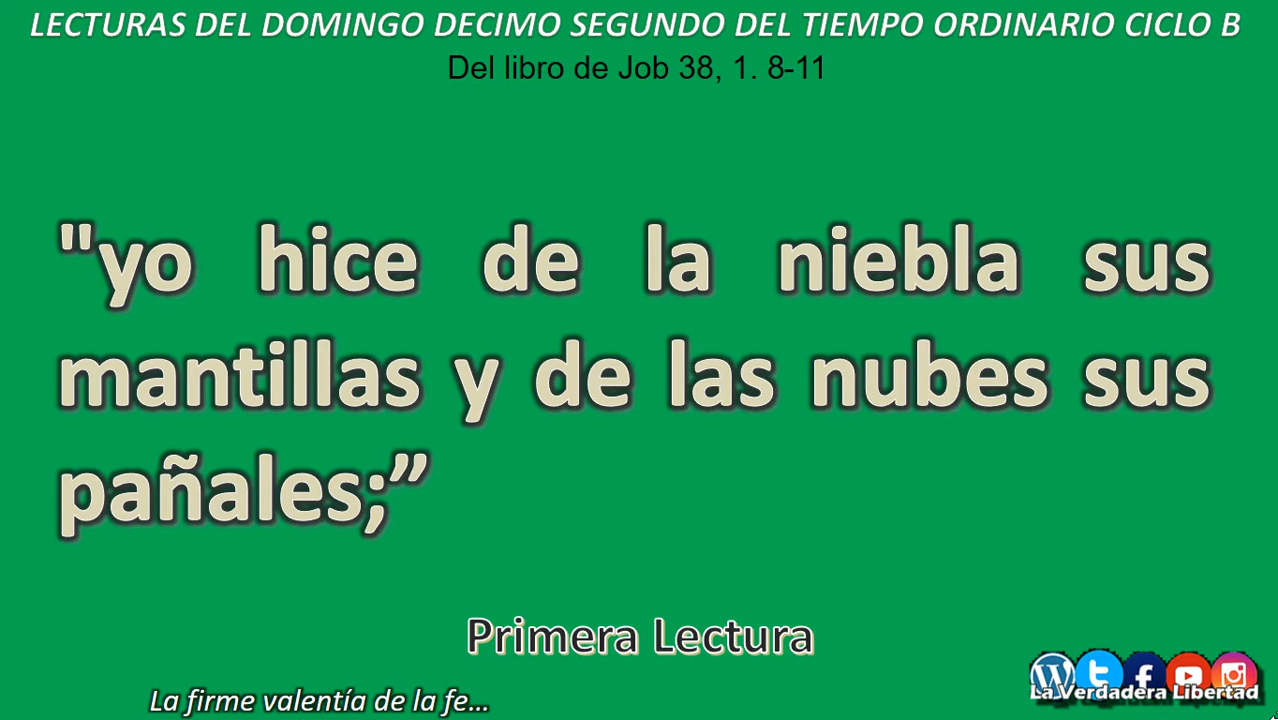 LECTURAS DEL DOMINGO DECIMO SEGUNDO DEL TIEMPO ORDINARIO CICLO B
Del libro de Job 38, 1. 8-11
"yo hice de la niebla sus
mantillas y de las nubes sus
pañales;”
Primera Lectura
La Verdadera Libertad
La firme valentía de la fe...